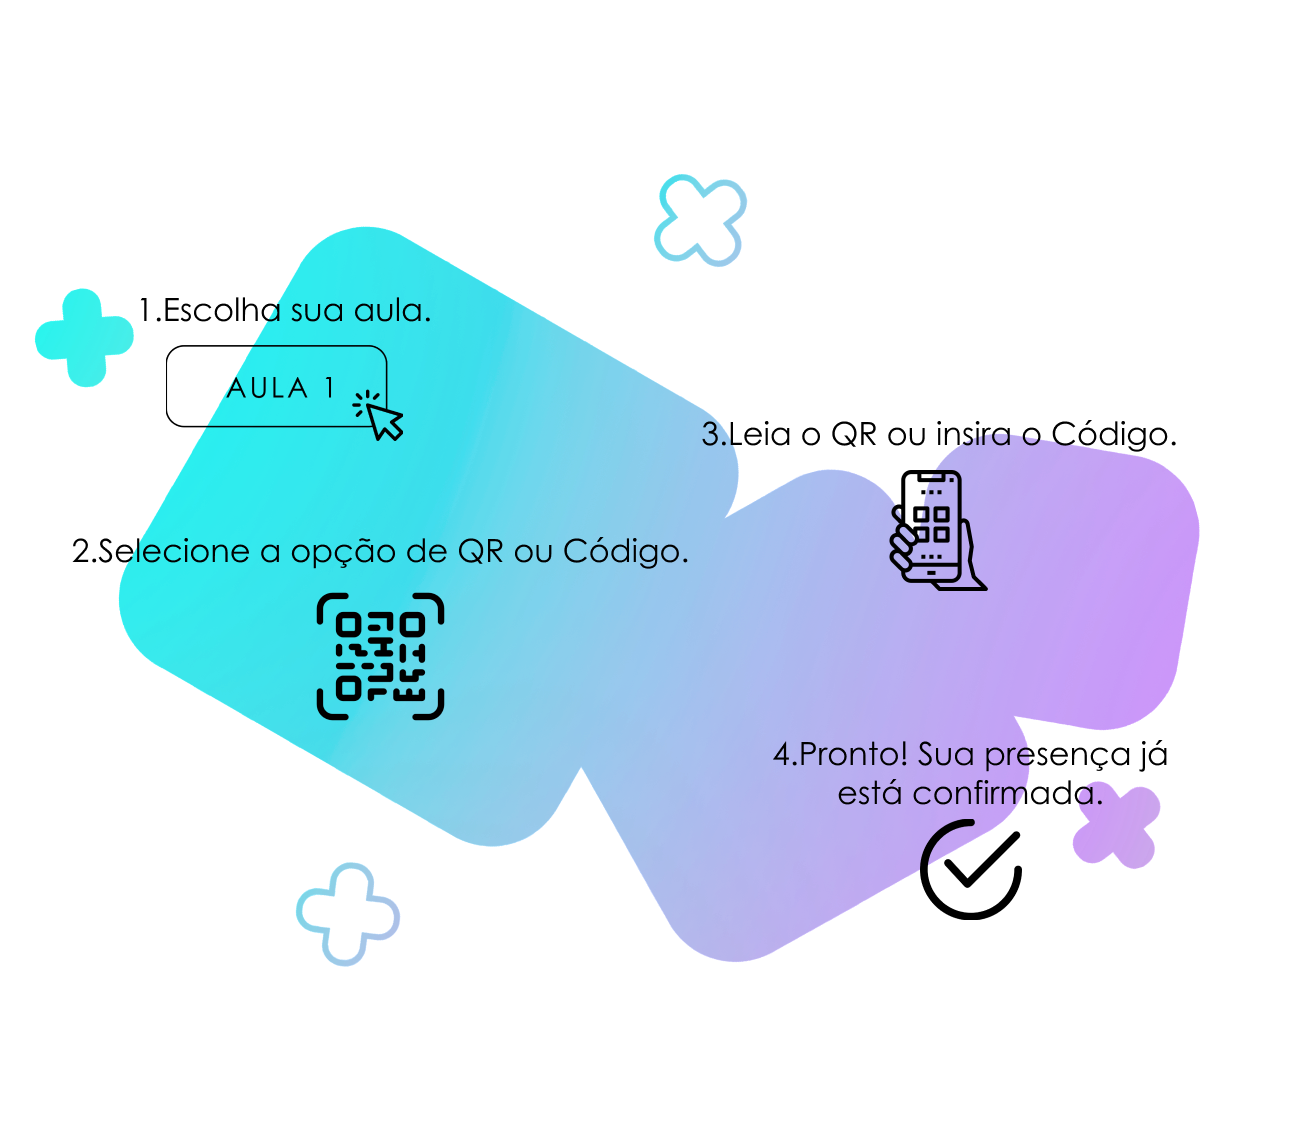 1.Escolha sua aula.
AULA 1
2.Selecione a opção de QR ou Código.
3.Leia o QR ou insira o Código.
4.Pronto! Sua presença já
está confirmada.